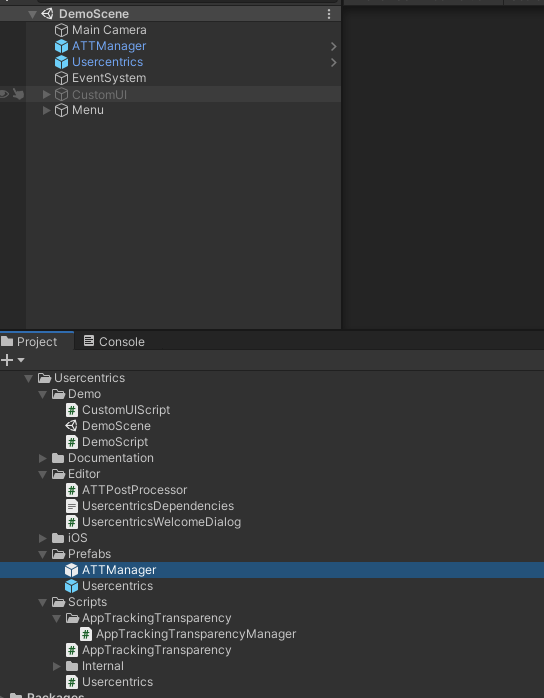 DemoScene
Main Camera
ATTManager
Usercentrics
EventSystem
CustomUI
Menu
Project
Console
Usercentrics
Demo
CustomUIScript
DemoScene
DemoScript
Documentation
Editor
ATTPostProcessor
UsercentricsDependencies
UsercentricsWelcomeDialog
iOS
Prefabs
ATTManager
Usercentrics
Scripts
AppTrackingTransparency
AppTrackingTransparencyManager
AppTrackingTransparency
Internal
Usercentrics
Packages